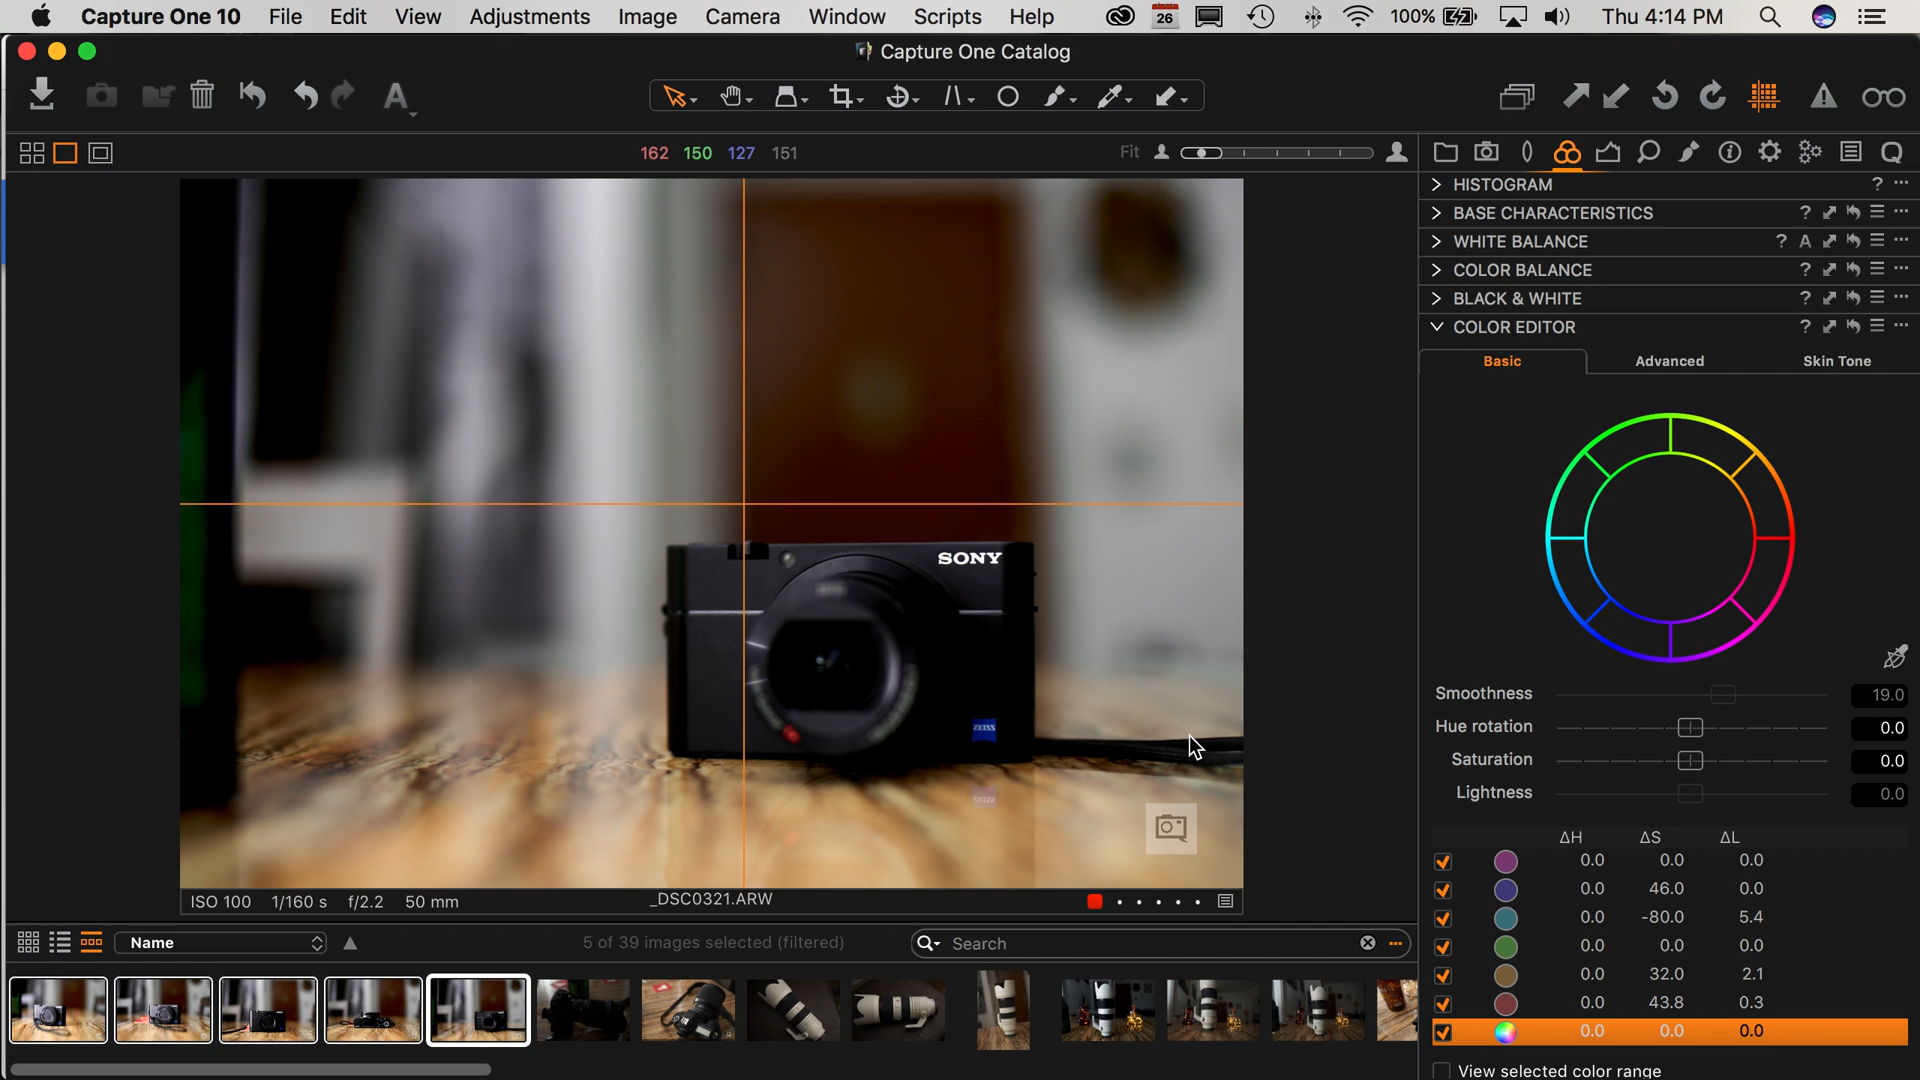 Capture One 10 File Edit View Adjustments Image Camera Window Scripts Help 26 100% Thu 4:14 PM
Capture One Catalog
A
162 150 127 151 Fit
HISTOGRAM ?
BASE CHARACTERISTICS ?
WHITE BALANCE ? A
COLOR BALANCE ?
BLACK & WHITE ?
COLOR EDITOR ?
Basic Advanced Skin Tone
SONY
ZEISS
Smoothness 19.0
Hue rotation 0.0
Saturation 0.0
Lightness 0.0
ΔH ΔS ΔL
0.0 0.0 0.0
0.0 46.0 0.0
0.0 -80.0 5.4
0.0 0.0 0.0
0.0 32.0 2.1
0.0 43.8 0.3
0.0 0.0 0.0
View selected color range
ISO 100 1/160 s f/2.2 50 mm _DSC0321.ARW
Name 5 of 39 images selected (filtered) Search